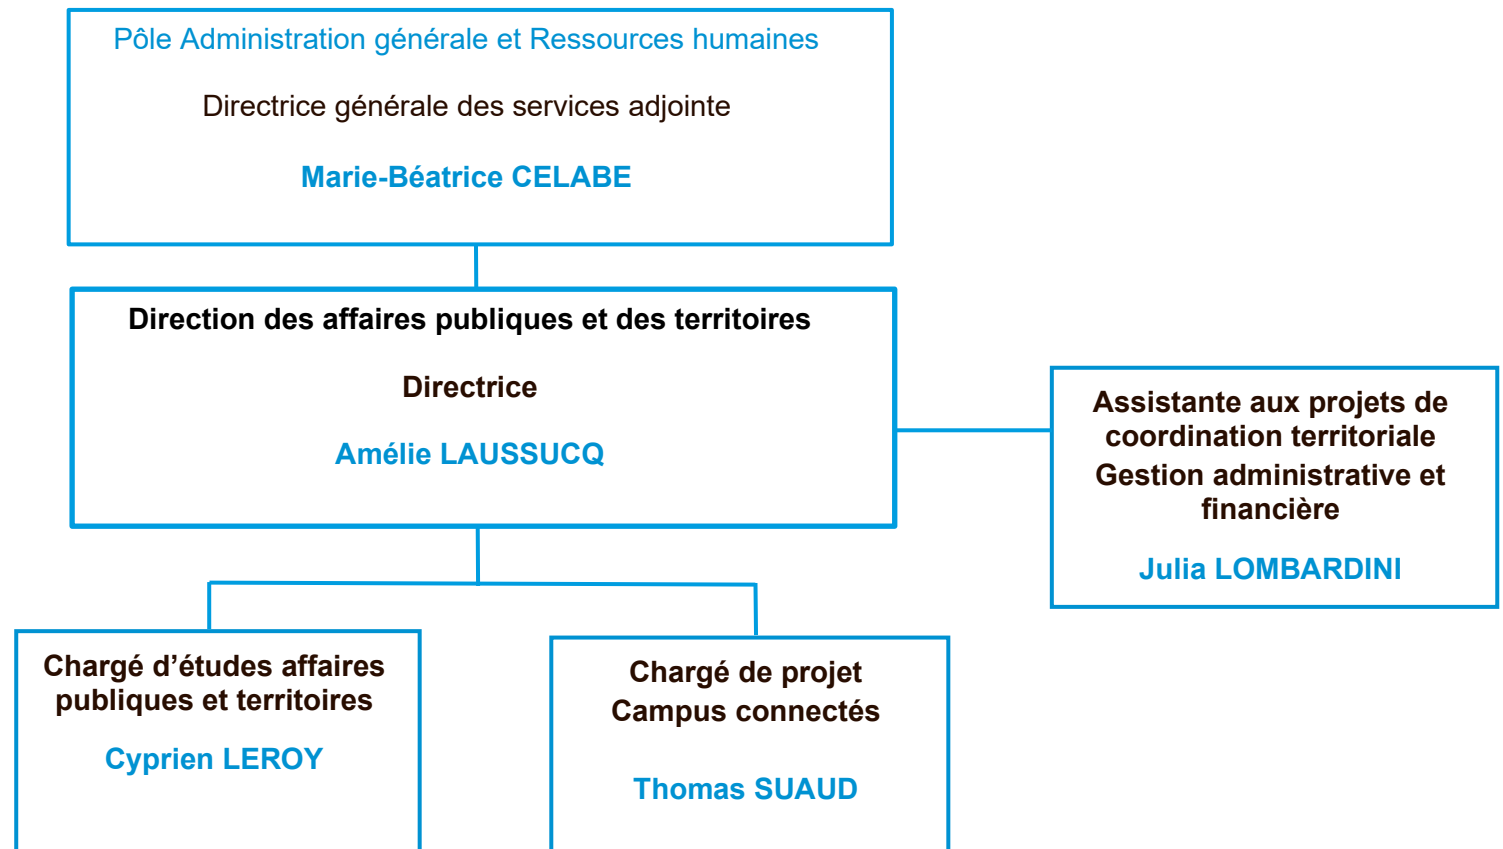 Pôle Administration générale et Ressources humaines
Directrice générale des services adjointe
Marie-Béatrice CELABE
Direction des affaires publiques et des territoires
Directrice
Amélie LAUSSUCQ
Assistante aux projets de
coordination territoriale
Gestion administrative et
financière
Julia LOMBARDINI
Chargé d’études affaires
publiques et territoires
Cyprien LEROY
Chargé de projet
Campus connectés
Thomas SUAUD